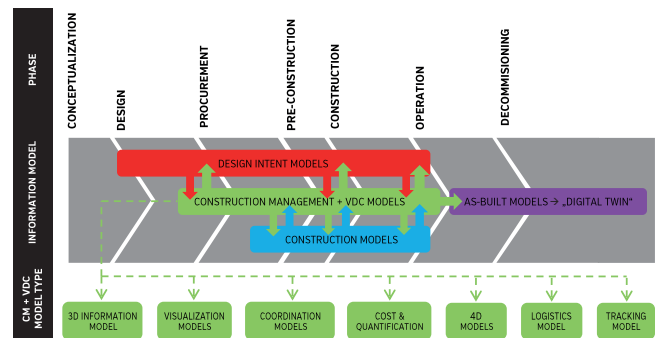 PHASE
CONCEPTUALIZATION
DESIGN
PROCUREMENT
PRE-CONSTRUCTION
CONSTRUCTION
OPERATION
DECOMMISIONING
INFORMATION MODEL
DESIGN INTENT MODELS
CONSTRUCTION MANAGEMENT + VDC MODELS
AS-BUILT MODELS → „DIGITAL TWIN“
CONSTRUCTION MODELS
CM + VDC
MODEL TYPE
3D INFORMATION
MODEL
VISUALIZATION
MODELS
COORDINATION
MODELS
COST &
QUANTIFICATION
4D
MODELS
LOGISTICS
MODEL
TRACKING
MODEL